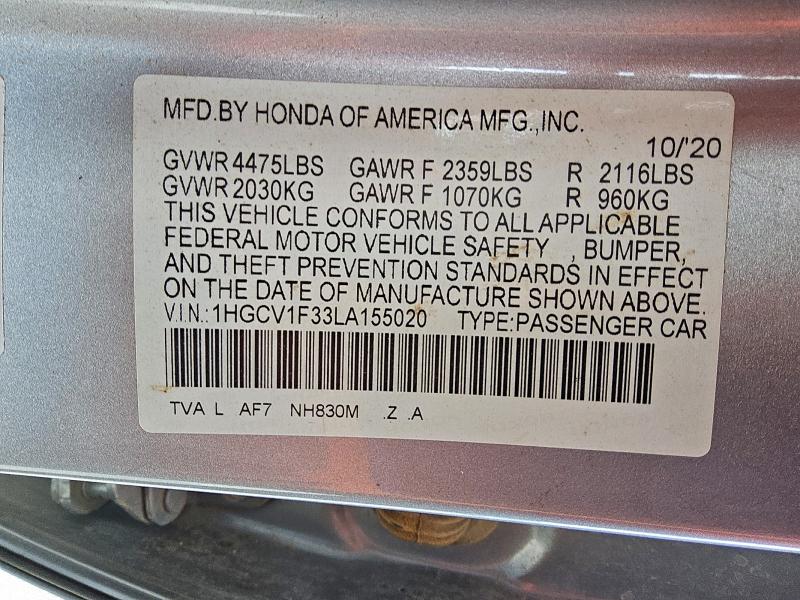 MFD.BY HONDA OF AMERICA MFG.,INC.
10/'20
GVWR 4475LBS GAWR F 2359LBS R 2116LBS
GVWR 2030KG GAWR F 1070KG R 960KG
THIS VEHICLE CONFORMS TO ALL APPLICABLE
FEDERAL MOTOR VEHICLE SAFETY , BUMPER,
AND THEFT PREVENTION STANDARDS IN EFFECT
ON THE DATE OF MANUFACTURE SHOWN ABOVE.
V.I.N.:1HGCV1F33LA155020 TYPE:PASSENGER CAR
TVA L AF7 NH830M .Z .A